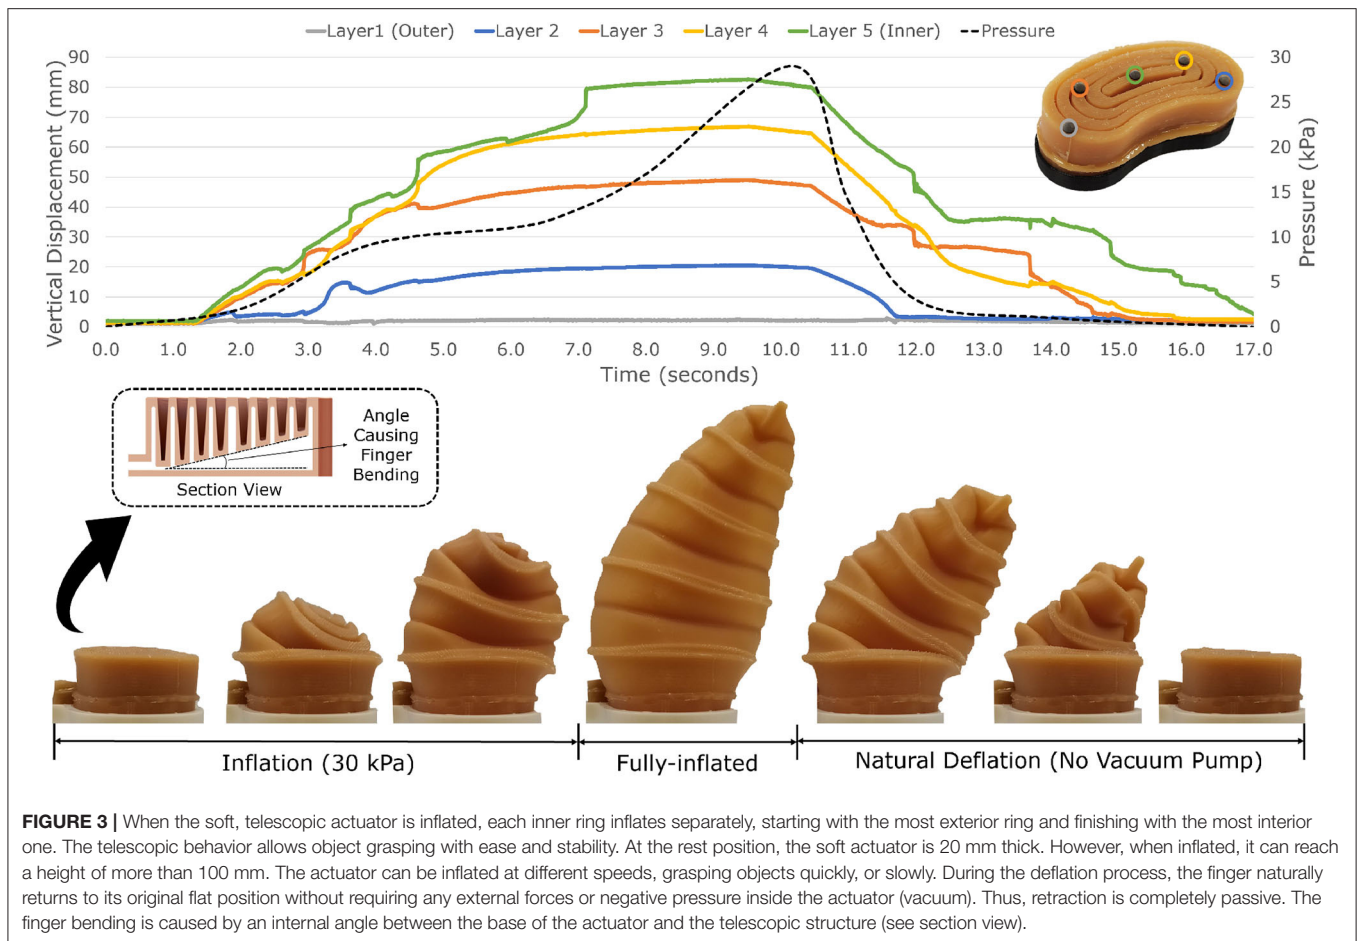 Layer1 (Outer) Layer 2 Layer 3 Layer 4 Layer 5 (Inner) Pressure
90 30
80
70 25
60 20
50
40 15
30 10
20
10 5
0 0
Vertical Displacement (mm)
Pressure (kPa)
0.0 1.0 2.0 3.0 4.0 5.0 6.0 7.0 8.0 9.0 10.0 11.0 12.0 13.0 14.0 15.0 16.0 17.0
Time (seconds)
Angle
Causing
Finger
Bending
Section View
Inflation (30 kPa) Fully-inflated Natural Deflation (No Vacuum Pump)
FIGURE 3 | When the soft, telescopic actuator is inflated, each inner ring inflates separately, starting with the most exterior ring and finishing with the most interior
one. The telescopic behavior allows object grasping with ease and stability. At the rest position, the soft actuator is 20 mm thick. However, when inflated, it can reach
a height of more than 100 mm. The actuator can be inflated at different speeds, grasping objects quickly, or slowly. During the deflation process, the finger naturally
returns to its original flat position without requiring any external forces or negative pressure inside the actuator (vacuum). Thus, retraction is completely passive. The
finger bending is caused by an internal angle between the base of the actuator and the telescopic structure (see section view).